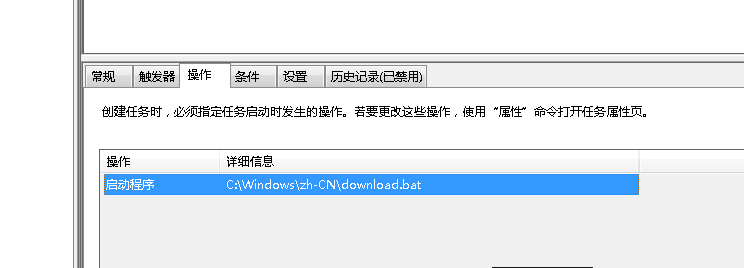 常规 触发器 操作 条件 设置 历史记录(已禁用)
创建任务时，必须指定任务启动时发生的操作。若要更改这些操作，使用“属性”命令打开任务属性页。
操作 详细信息
启动程序 C:\Windows\zh-CN\download.bat